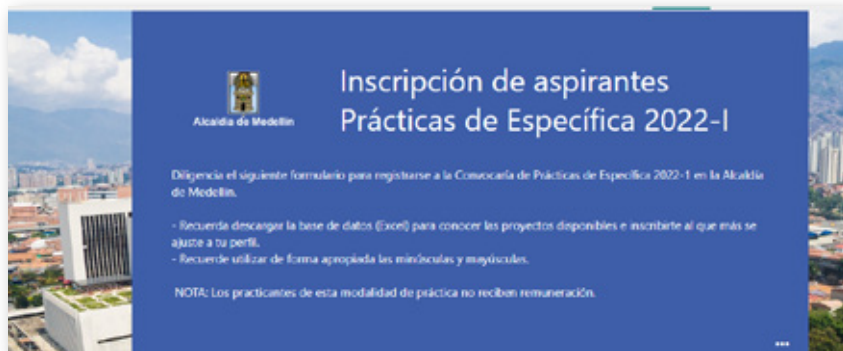 Alcaldía de Medellín
Inscripción de aspirantes
Prácticas de Específica 2022-I
Diligencia el siguiente formulario para registrarse a la Convocaría de Prácticas de Específica 2022-1 en la Alcaldía
de Medellín.
- Recuerda descargar la base de datos (Excel) para conocer las proyectos disponibles e inscribirte al que más se
ajuste a tu perfil.
- Recuerde utilizar de forma apropiada las minúsculas y mayúsculas.
NOTA: Los practicantes de esta modalidad de práctica no reciben remuneración.